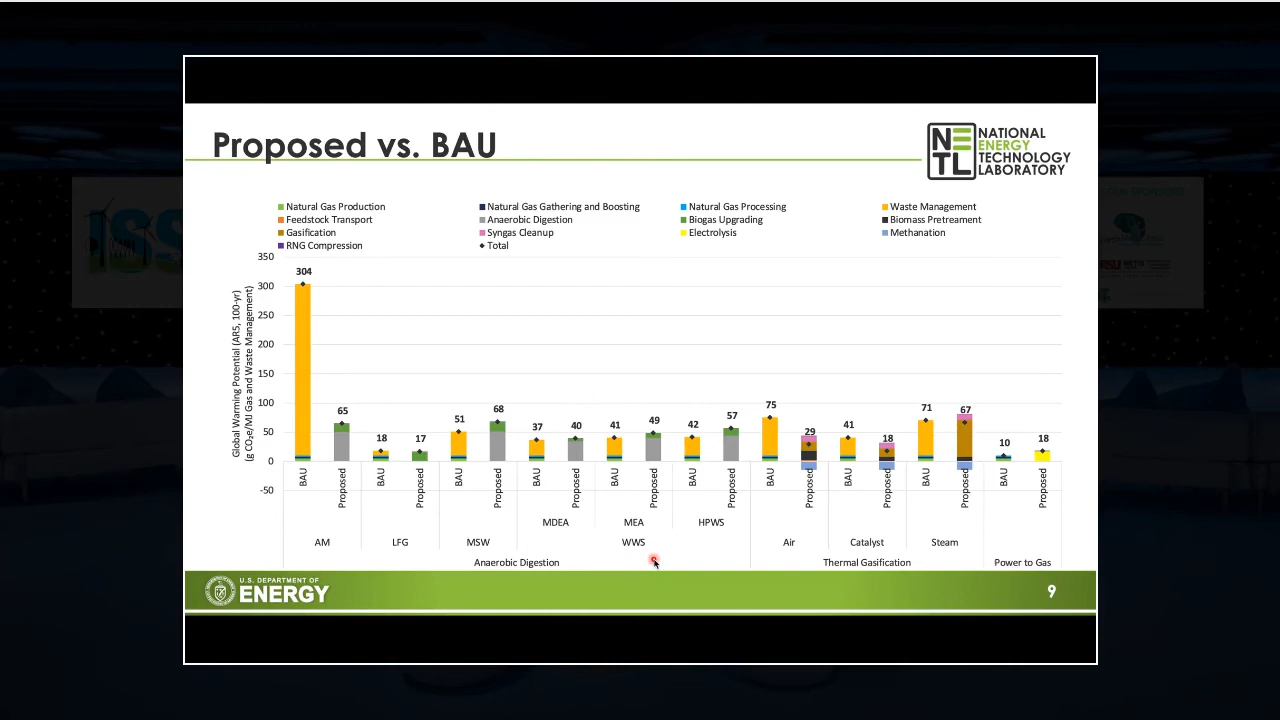 Proposed vs. BAU
NATIONAL
ENERGY
TECHNOLOGY
LABORATORY
NE
TL
Natural Gas Production
Natural Gas Gathering and Boosting
Natural Gas Processing
Waste Management
Feedstock Transport
Anaerobic Digestion
Biogas Upgrading
Biomass Pretreament
Gasification
Syngas Cleanup
Electrolysis
Methanation
RNG Compression
Total
Global Warming Potential (AR5, 100-yr)
(g CO2e/MJ Gas and Waste Management)
350
300
250
200
150
100
50
0
-50
304
65
18
17
51
68
37
40
41
49
42
57
75
29
41
18
71
67
10
18
BAU
Proposed
BAU
Proposed
BAU
Proposed
BAU
Proposed
BAU
Proposed
BAU
Proposed
BAU
Proposed
BAU
Proposed
BAU
Proposed
BAU
Proposed
MDEA
MEA
HPWS
AM
LFG
MSW
WWS
Air
Catalyst
Steam
Anaerobic Digestion
Thermal Gasification
Power to Gas
U.S. DEPARTMENT OF
ENERGY
9